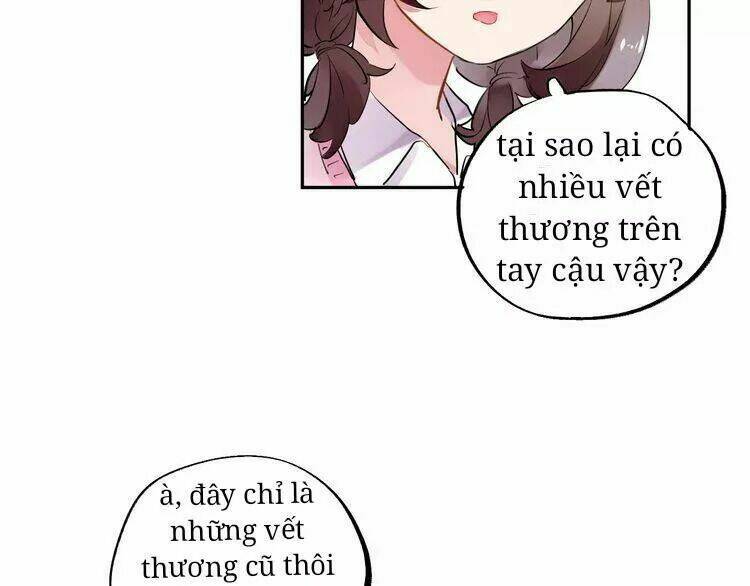 tại sao lại có
nhiều vết
thương trên
tay cậu vậy?
à, đây chỉ là
những vết
thương cũ thôi